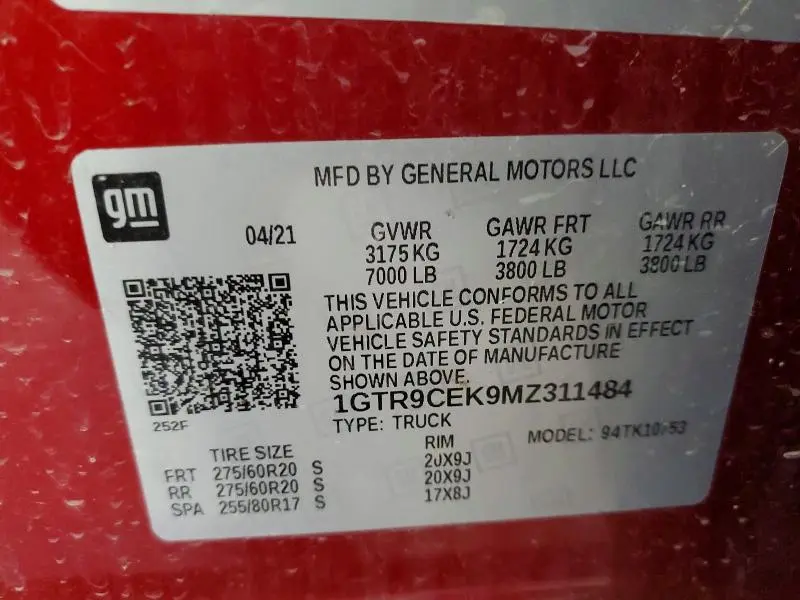 gm
MFD BY GENERAL MOTORS LLC
04/21
GVWR GAWR FRT GAWR RR
3175 KG 1724 KG 1724 KG
7000 LB 3800 LB 3800 LB
THIS VEHICLE CONFORMS TO ALL
APPLICABLE U.S. FEDERAL MOTOR
VEHICLE SAFETY STANDARDS IN EFFECT
ON THE DATE OF MANUFACTURE
SHOWN ABOVE.
1GTR9CEK9MZ311484
252F
TYPE: TRUCK MODEL:
TIRE SIZE RIM
FRT 275/60R20 S 20X9J
RR 275/60R20 S 20X9J
SPA 255/80R17 S 17X8J